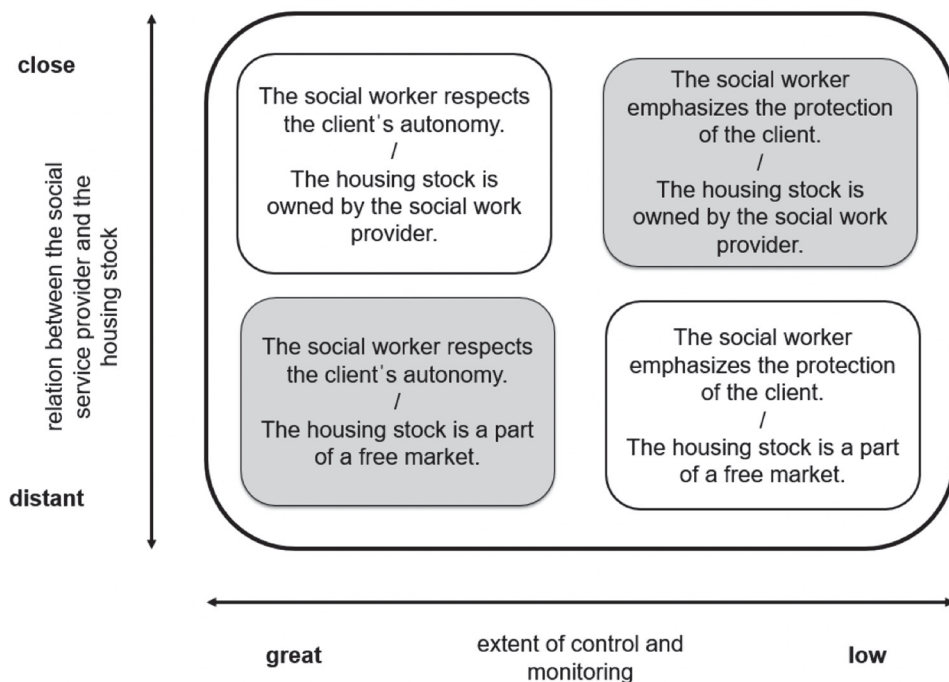 close
relation between the social
service provider and the
housing stock
distant
The social worker respects
the clientˈs autonomy.
/
The housing stock is
owned by the social work
provider.
The social worker
emphasizes the protection
of the client.
/
The housing stock is
owned by the social work
provider.
The social worker respects
the clientˈs autonomy.
/
The housing stock is a part
of a free market.
The social worker
emphasizes the protection
of the client.
/
The housing stock is a part
of a free market.
great
extent of control and
monitoring
low